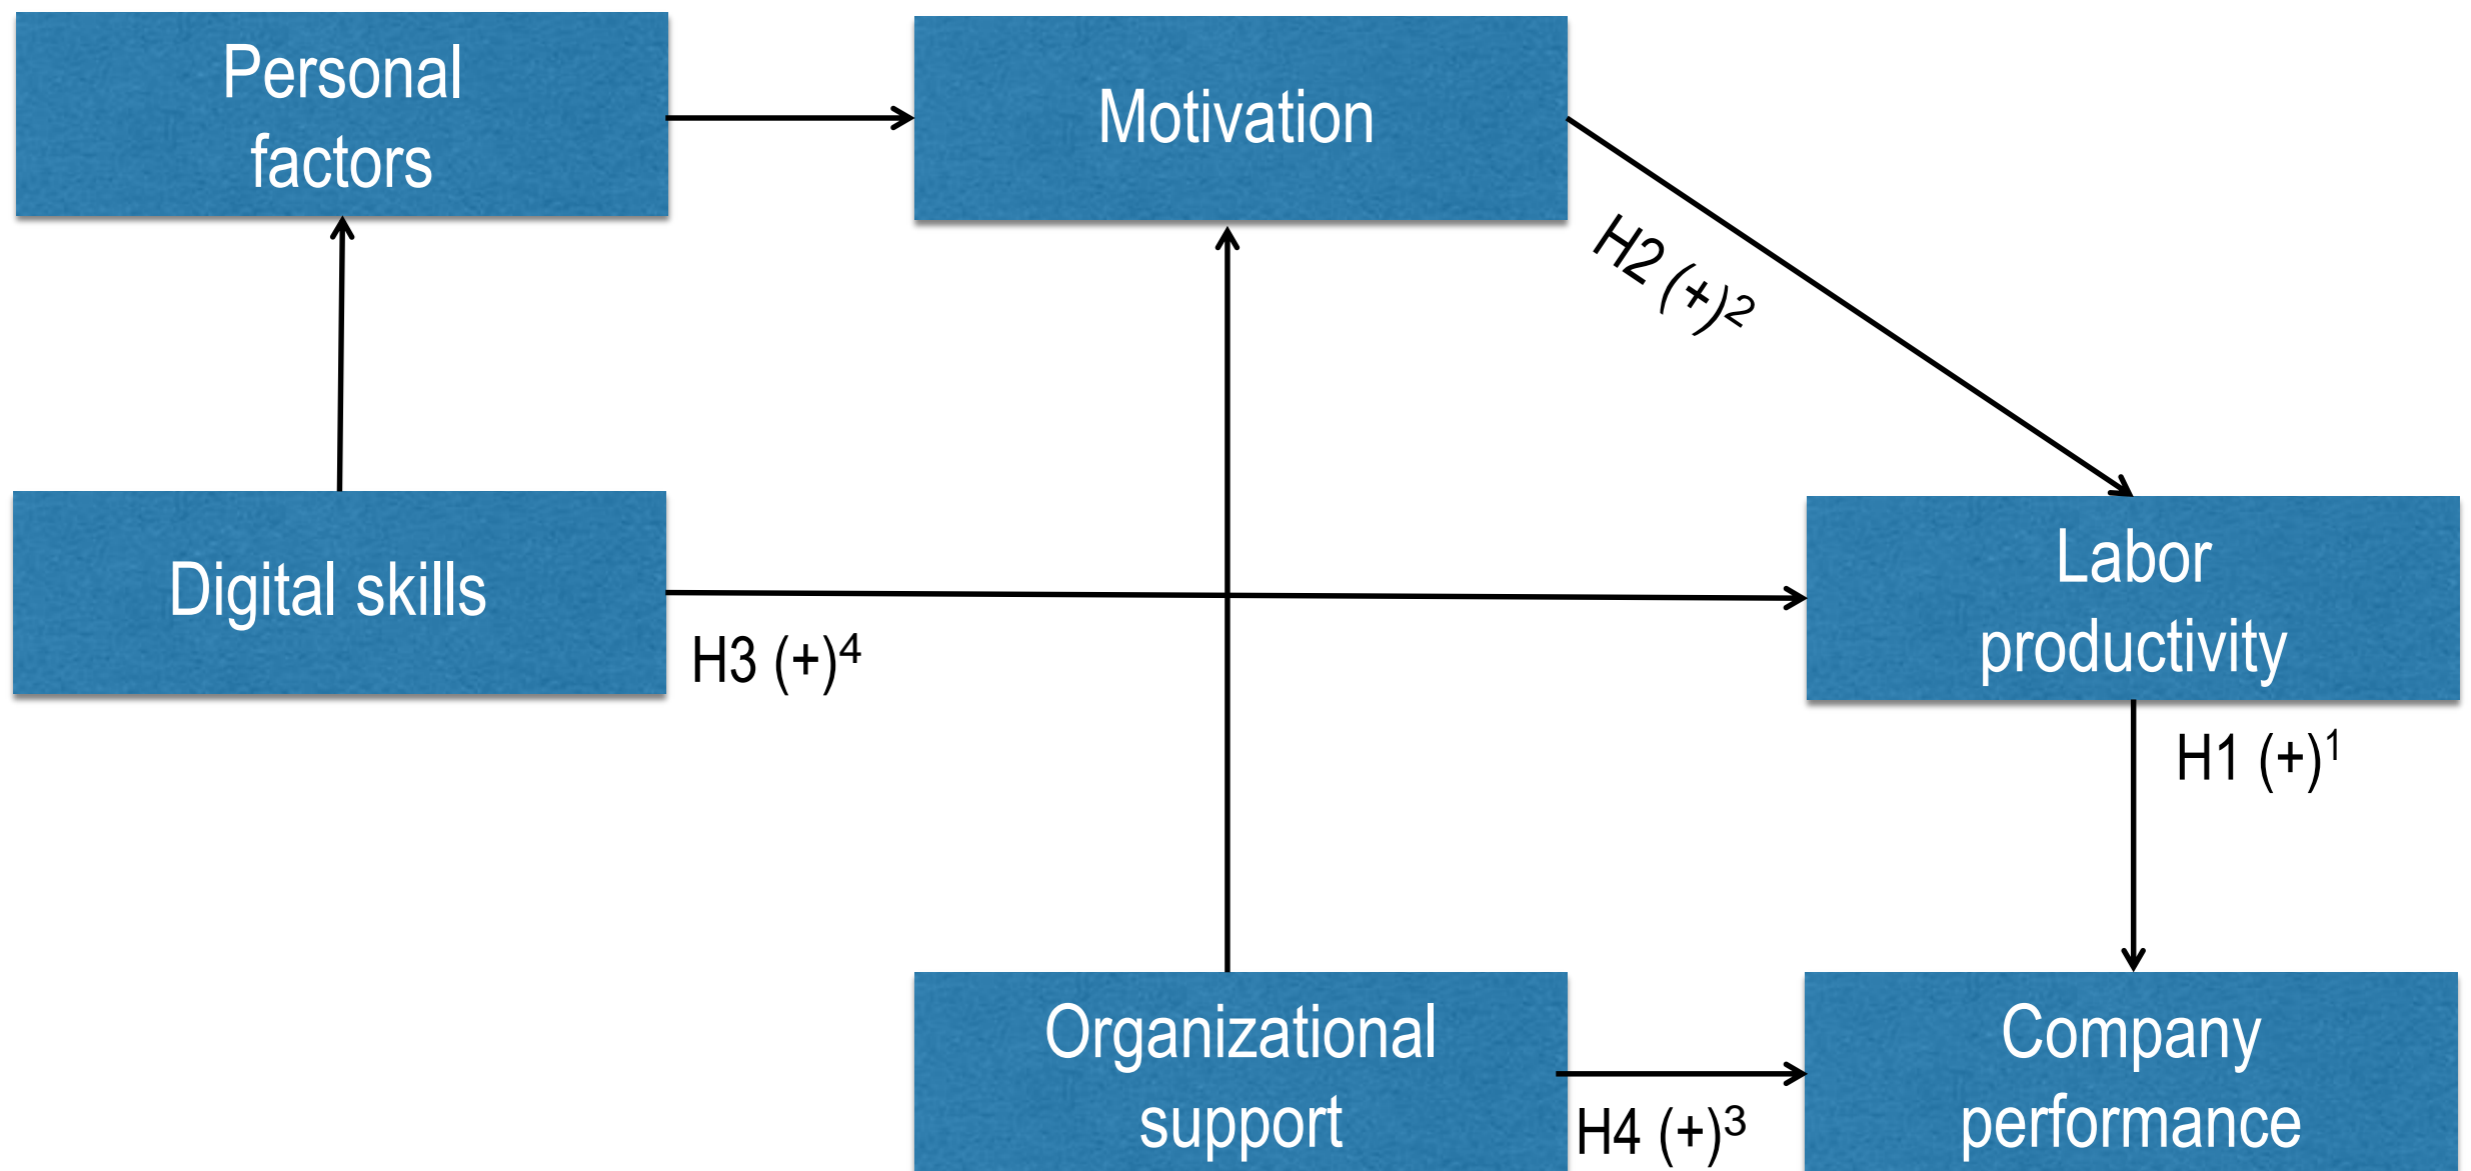 Personal
factors
Motivation
H2 (+)²
Digital skills
Labor
productivity
H3 (+)⁴
H1 (+)¹
Organizational
support
Company
performance
H4 (+)³